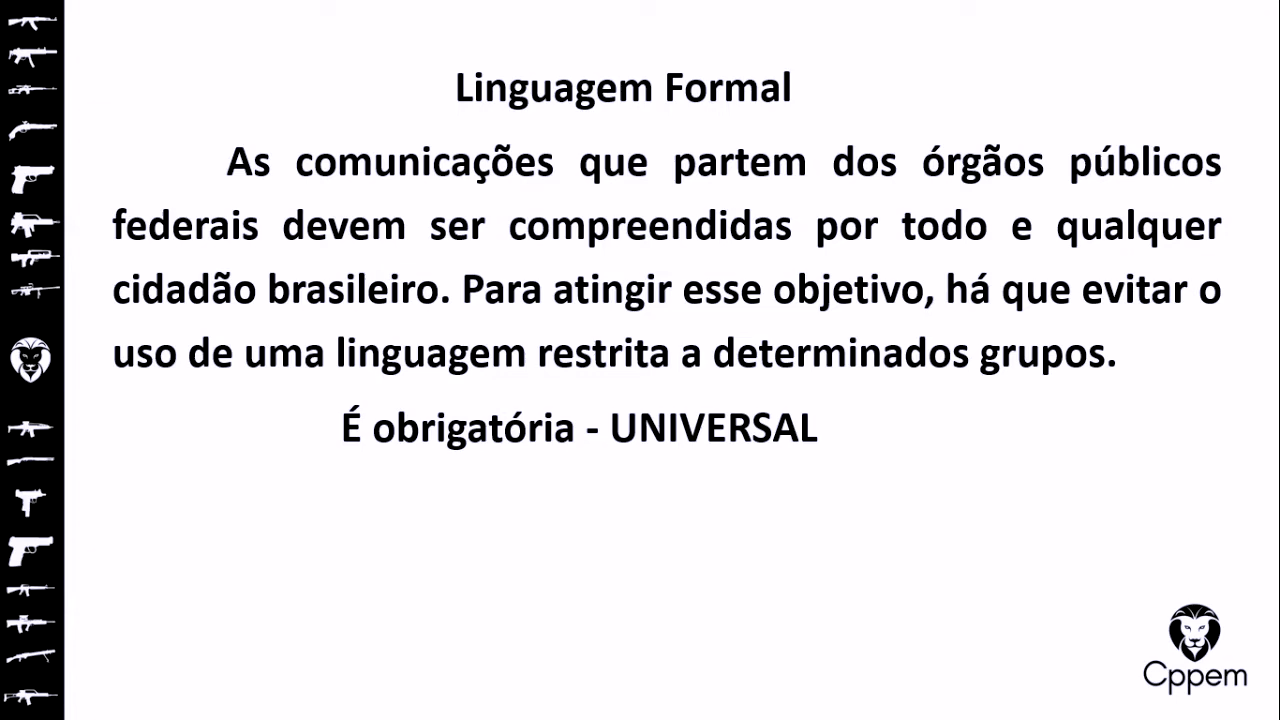 Linguagem Formal
As comunicações que partem dos órgãos públicos
federais devem ser compreendidas por todo e qualquer
cidadão brasileiro. Para atingir esse objetivo, há que evitar o
uso de uma linguagem restrita a determinados grupos.
É obrigatória - UNIVERSAL
Cppem